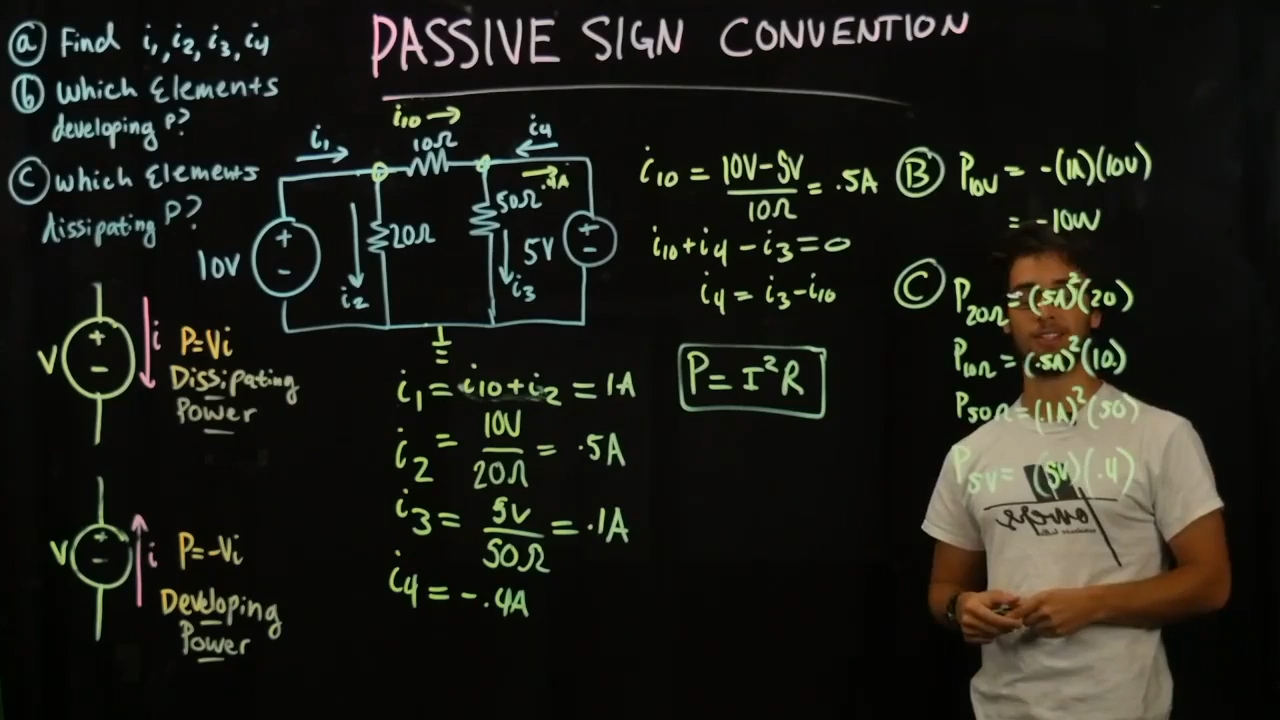 PASSIVE SIGN CONVENTION
ⓐ Find i₁, i₂, i₃, i₄
ⓑ Which Elements
developing P?
ⓒ Which Elements
dissipating P?
i₁ →
i₁₀ →
10Ω
← i₄
→ .4A
10V
+
-
i₂
20Ω
50Ω
i₃
5V
+
-
V
+
-
i
P=Vi
Dissipating
Power
V
+
-
i
P=-Vi
Developing
Power
i₁ = i₁₀+i₂ = 1A
i₂ = 10V/20Ω = .5A
i₃ = 5V/50Ω = .1A
i₄ = -.4A
i₁₀ = 10V-5V/10Ω = .5A
i₁₀+i₄-i₃=0
i₄ = i₃-i₁₀
P = I²R
Ⓑ P10V = -(1A)(10V)
= -10W
Ⓒ P20Ω = (.5A)²(20)
P10Ω = (.5A)²(10)
P50Ω = (.1A)²(50)
P5V = (5V)(.4)